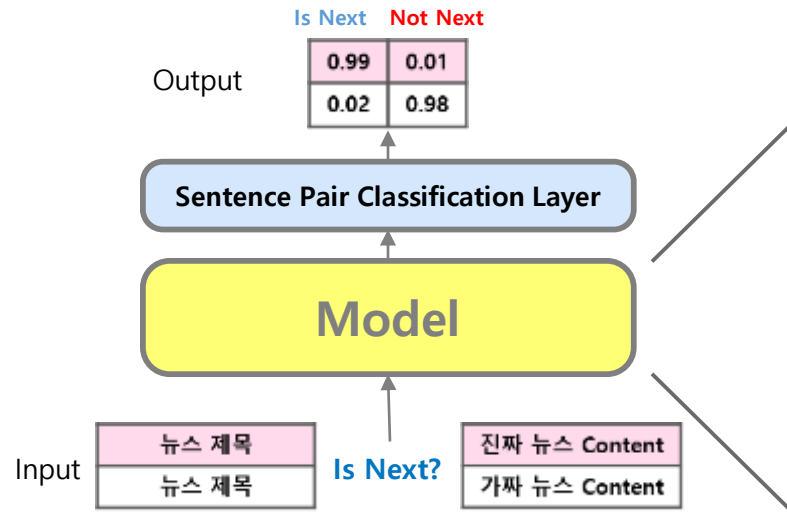 Is Next Not Next
Output
0.99 0.01
0.02 0.98
Sentence Pair Classification Layer
Model
Input
뉴스 제목
뉴스 제목
Is Next?
진짜 뉴스 Content
가짜 뉴스 Content